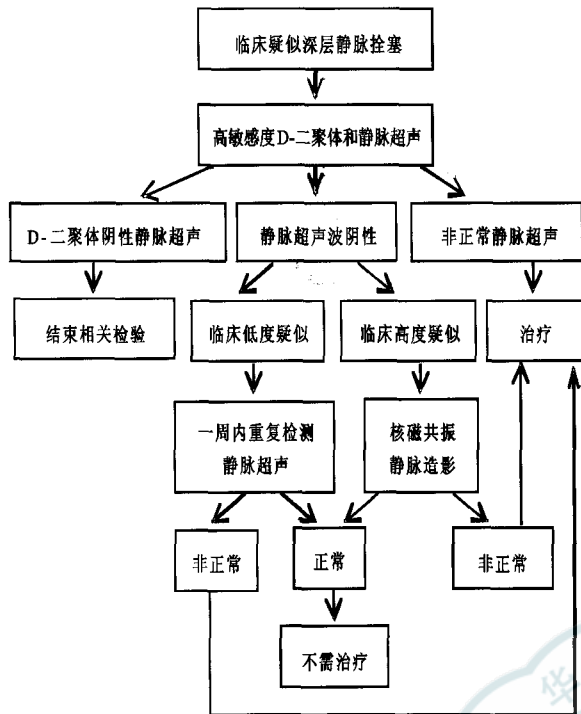 临床疑似深层静脉拴塞
高敏感度D-二聚体和静脉超声
D-二聚体阴性静脉超声
静脉超声波阴性
非正常静脉超声
结束相关检验
临床低度疑似
临床高度疑似
治疗
一周内重复检测
静脉超声
核磁共振
静脉造影
非正常
正常
非正常
不需治疗
华